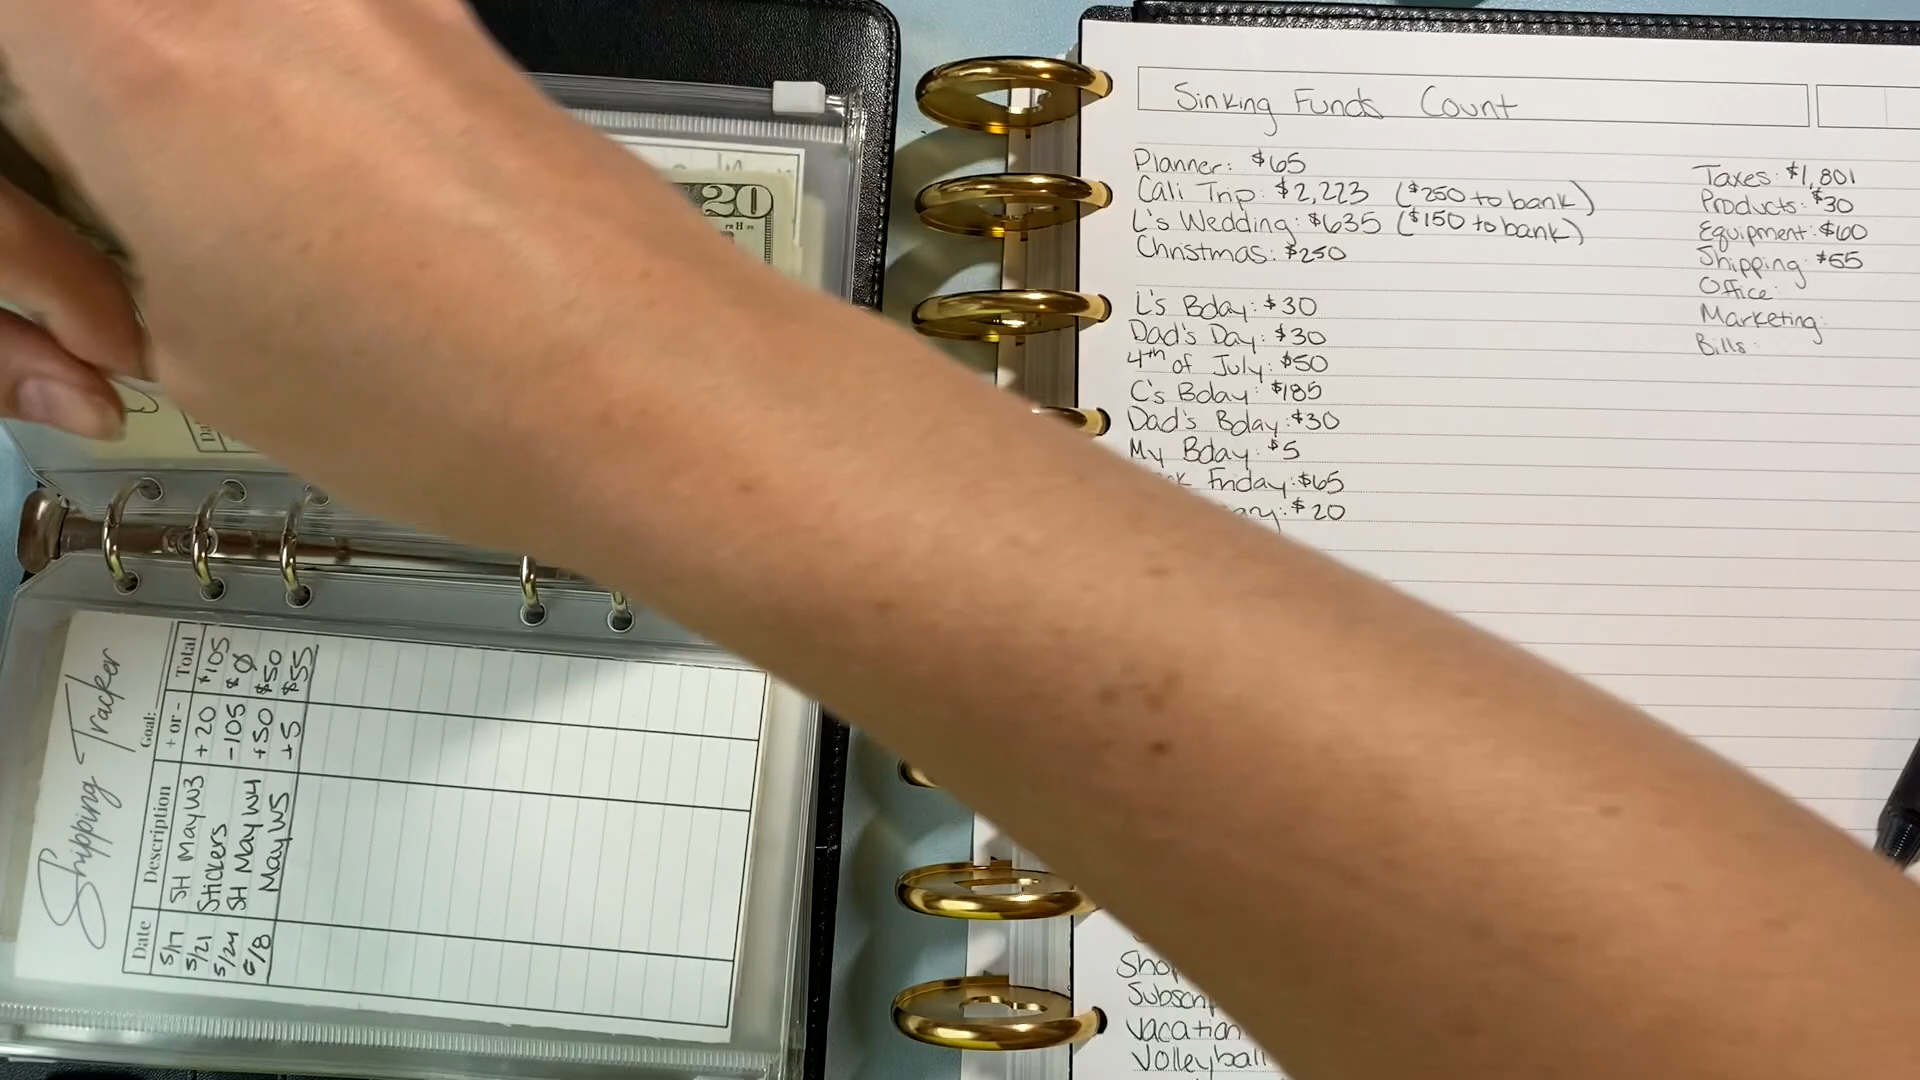 Sinking Funds Count
Planner: $65
Cali Trip: $2,223 ($250 to bank)
L's Wedding: $635 ($150 to bank)
Christmas: $250
L's Bday: $30
Dad's Day: $30
4th of July: $50
C's Bday: $185
Dad's Bday: $30
My Bday: $5
Friday: $65
$20
Vacation
Volleyball
Taxes: $1,801
Products: $30
Equipment: $60
Shipping: $55
Office:
Marketing:
Bills:
20
Shipping Tracker
Goal:
Date Description + or - Total
5/17 SH May W3 +20 $105
5/21 Stickers -105 $0
5/24 SH May W4 +50 $50
6/8 May W5 +5 $55